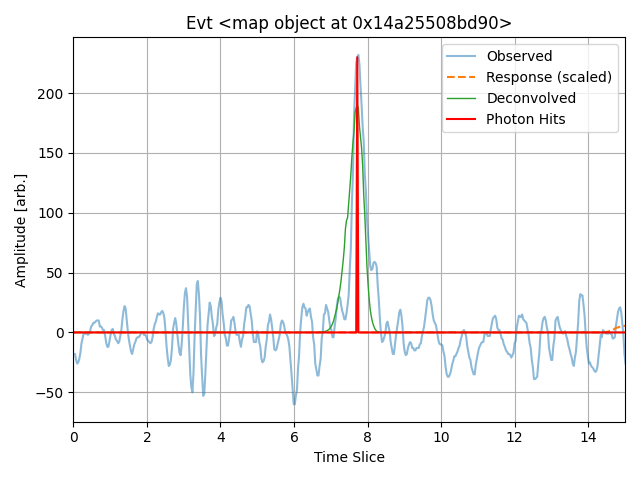 Evt <map object at 0x14a25508bd90>
Observed
Response (scaled)
Deconvolved
Photon Hits
Amplitude [arb.]
200
150
100
50
0
−50
0 2 4 6 8 10 12 14
Time Slice